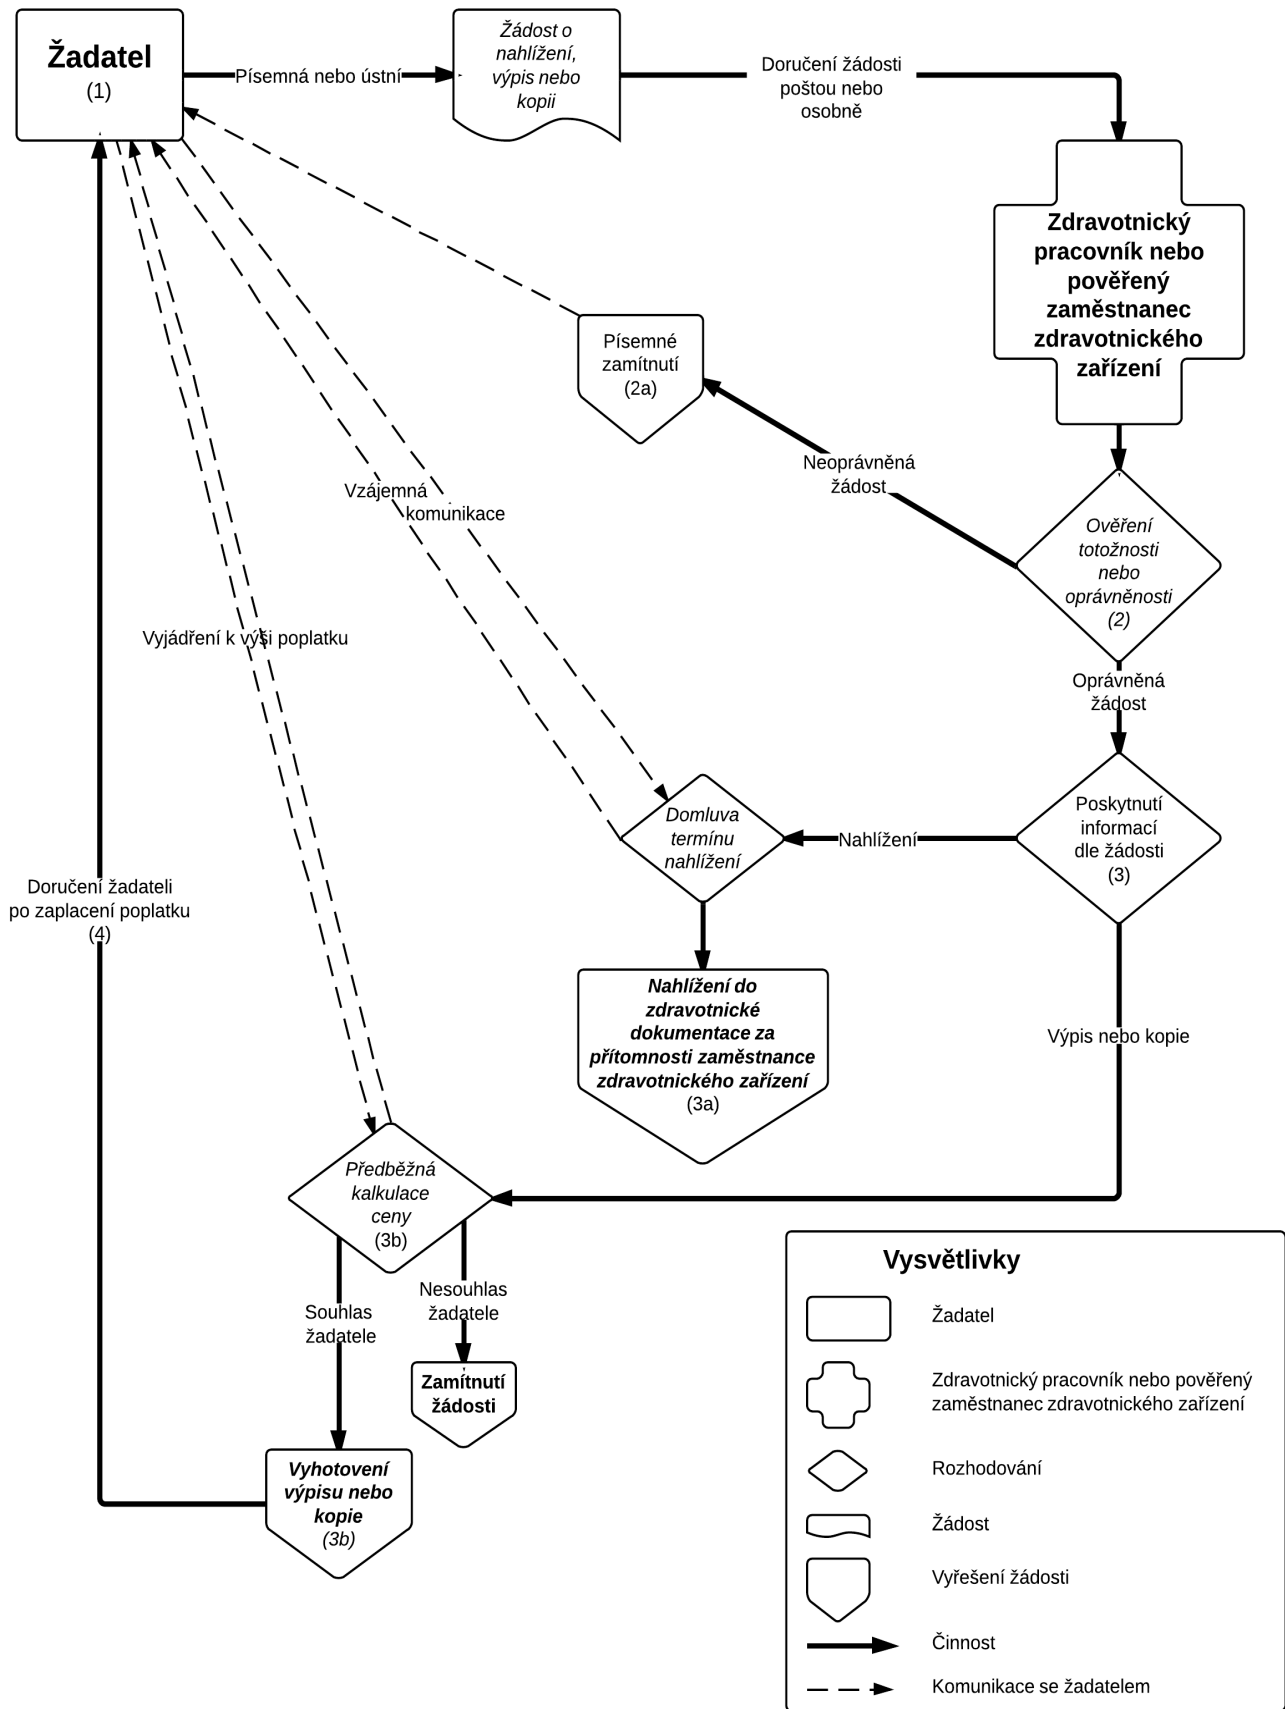 Žadatel
(1)
Písemná nebo ústní
Žádost o
nahlížení,
výpis nebo
kopii
Doručení žádosti
poštou nebo
osobně
Zdravotnický
pracovník nebo
pověřený
zaměstnanec
zdravotnického
zařízení
Písemné
zamítnutí
(2a)
Neoprávněná
žádost
Ověření
totožnosti
nebo
oprávněnosti
(2)
Vzájemná
komunikace
Vyjádření k výši poplatku
Oprávněná
žádost
Poskytnutí
informací
dle žádosti
(3)
Nahlížení
Domluva
termínu
nahlížení
Doručení žadateli
po zaplacení poplatku
(4)
Nahlížení do
zdravotnické
dokumentace za
přítomnosti zaměstnance
zdravotnického zařízení
(3a)
Výpis nebo kopie
Předběžná
kalkulace
ceny
(3b)
Souhlas
žadatele
Nesouhlas
žadatele
Zamítnutí
žádosti
Vyhotovení
výpisu nebo
kopie
(3b)
Vysvětlivky
Žadatel
Zdravotnický pracovník nebo pověřený
zaměstnanec zdravotnického zařízení
Rozhodování
Žádost
Vyřešení žádosti
Činnost
Komunikace se žadatelem